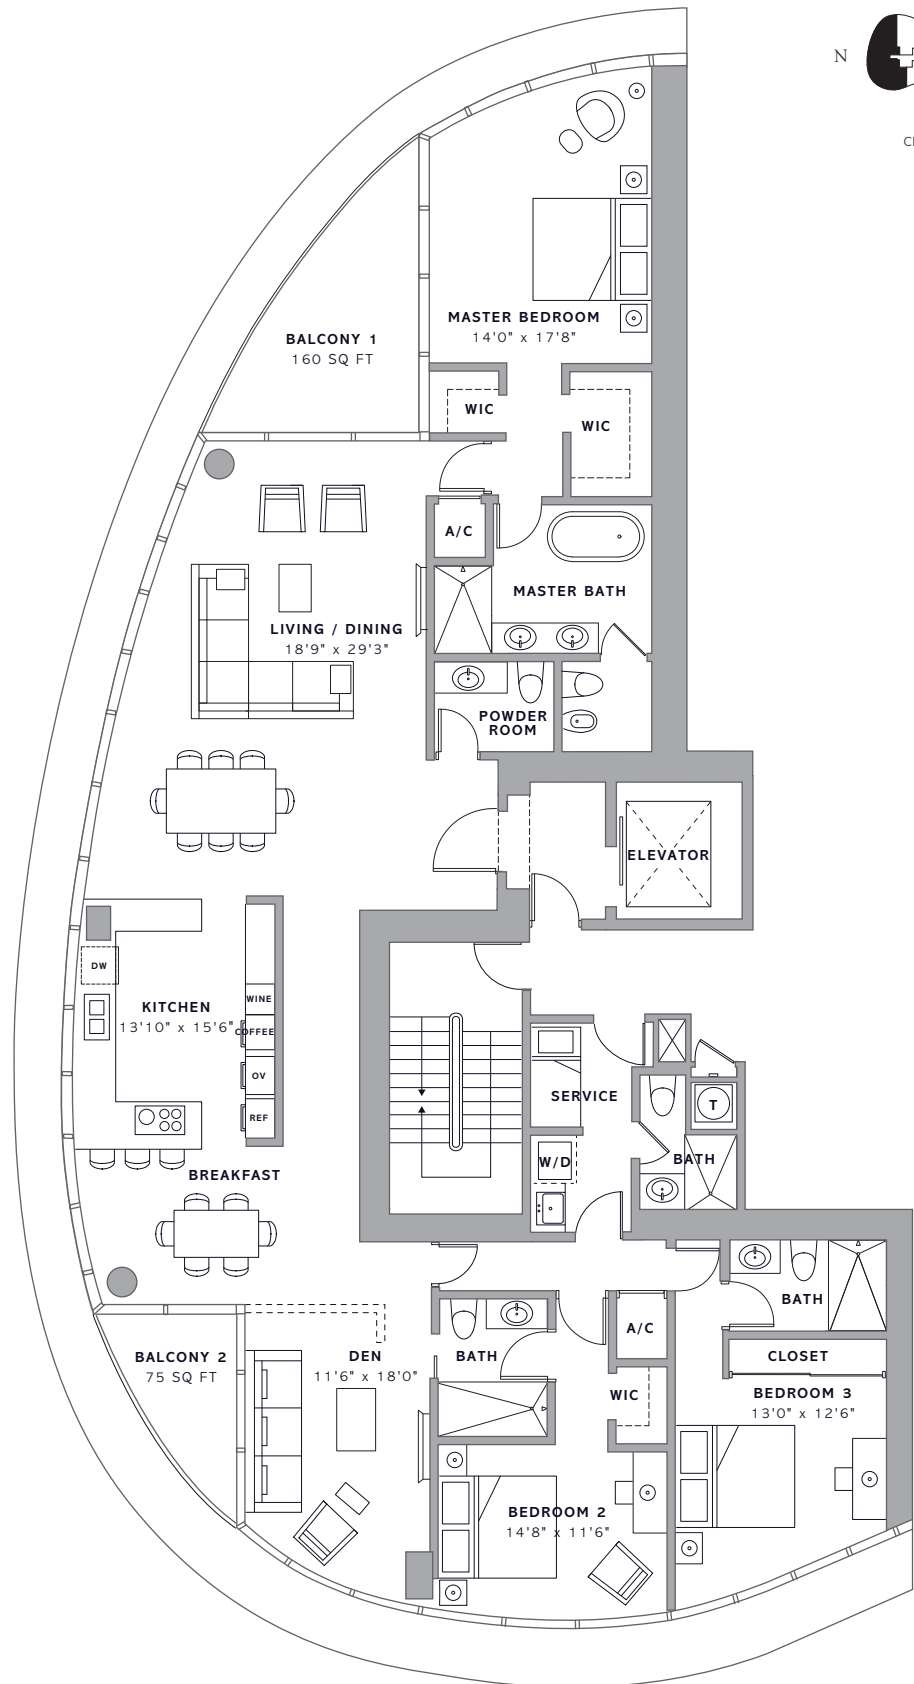 N
MASTER BEDROOM
14'0" x 17'8"
BALCONY 1
160 SQ FT
WIC
WIC
A/C
MASTER BATH
LIVING / DINING
18'9" x 29'3"
POWDER
ROOM
ELEVATOR
DW
WINE
KITCHEN
13'10" x 15'6"
COFFEE
OV
REF
SERVICE
T
W/D
BATH
BREAKFAST
BATH
A/C
BALCONY 2
75 SQ FT
DEN
11'6" x 18'0"
BATH
CLOSET
WIC
BEDROOM 3
13'0" x 12'6"
BEDROOM 2
14'8" x 11'6"